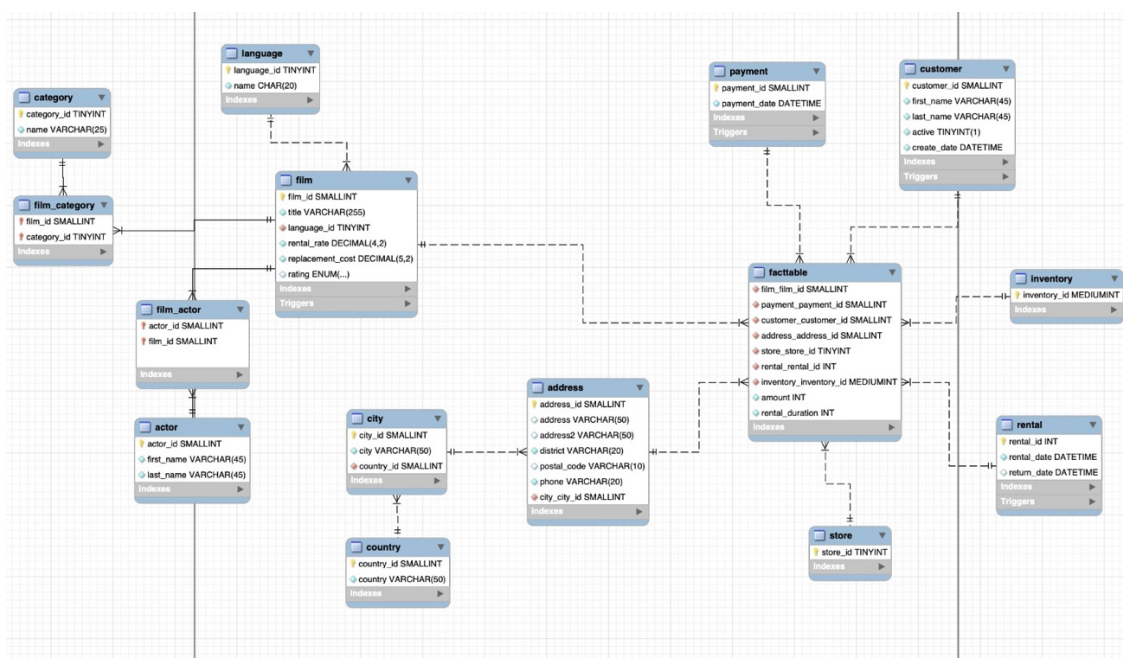 language
language_id TINYINT
name CHAR(20)
Indexes
category
category_id TINYINT
name VARCHAR(25)
Indexes
film_category
film_id SMALLINT
category_id TINYINT
Indexes
film
film_id SMALLINT
title VARCHAR(255)
language_id TINYINT
rental_rate DECIMAL(4,2)
replacement_cost DECIMAL(5,2)
rating ENUM(...)
Indexes
Triggers
film_actor
actor_id SMALLINT
film_id SMALLINT
Indexes
actor
actor_id SMALLINT
first_name VARCHAR(45)
last_name VARCHAR(45)
Indexes
city
city_id SMALLINT
city VARCHAR(50)
country_id SMALLINT
Indexes
country
country_id SMALLINT
country VARCHAR(50)
Indexes
address
address_id SMALLINT
address VARCHAR(50)
address2 VARCHAR(50)
district VARCHAR(20)
postal_code VARCHAR(10)
phone VARCHAR(20)
city_city_id SMALLINT
Indexes
payment
payment_id SMALLINT
payment_date DATETIME
Indexes
Triggers
customer
customer_id SMALLINT
first_name VARCHAR(45)
last_name VARCHAR(45)
active TINYINT(1)
create_date DATETIME
Indexes
Triggers
facttable
film_film_id SMALLINT
payment_payment_id SMALLINT
customer_customer_id SMALLINT
address_address_id SMALLINT
store_store_id TINYINT
rental_rental_id INT
inventory_inventory_id MEDIUMINT
amount INT
rental_duration INT
Indexes
inventory
inventory_id MEDIUMINT
Indexes
rental
rental_id INT
rental_date DATETIME
return_date DATETIME
Indexes
Triggers
store
store_id TINYINT
Indexes